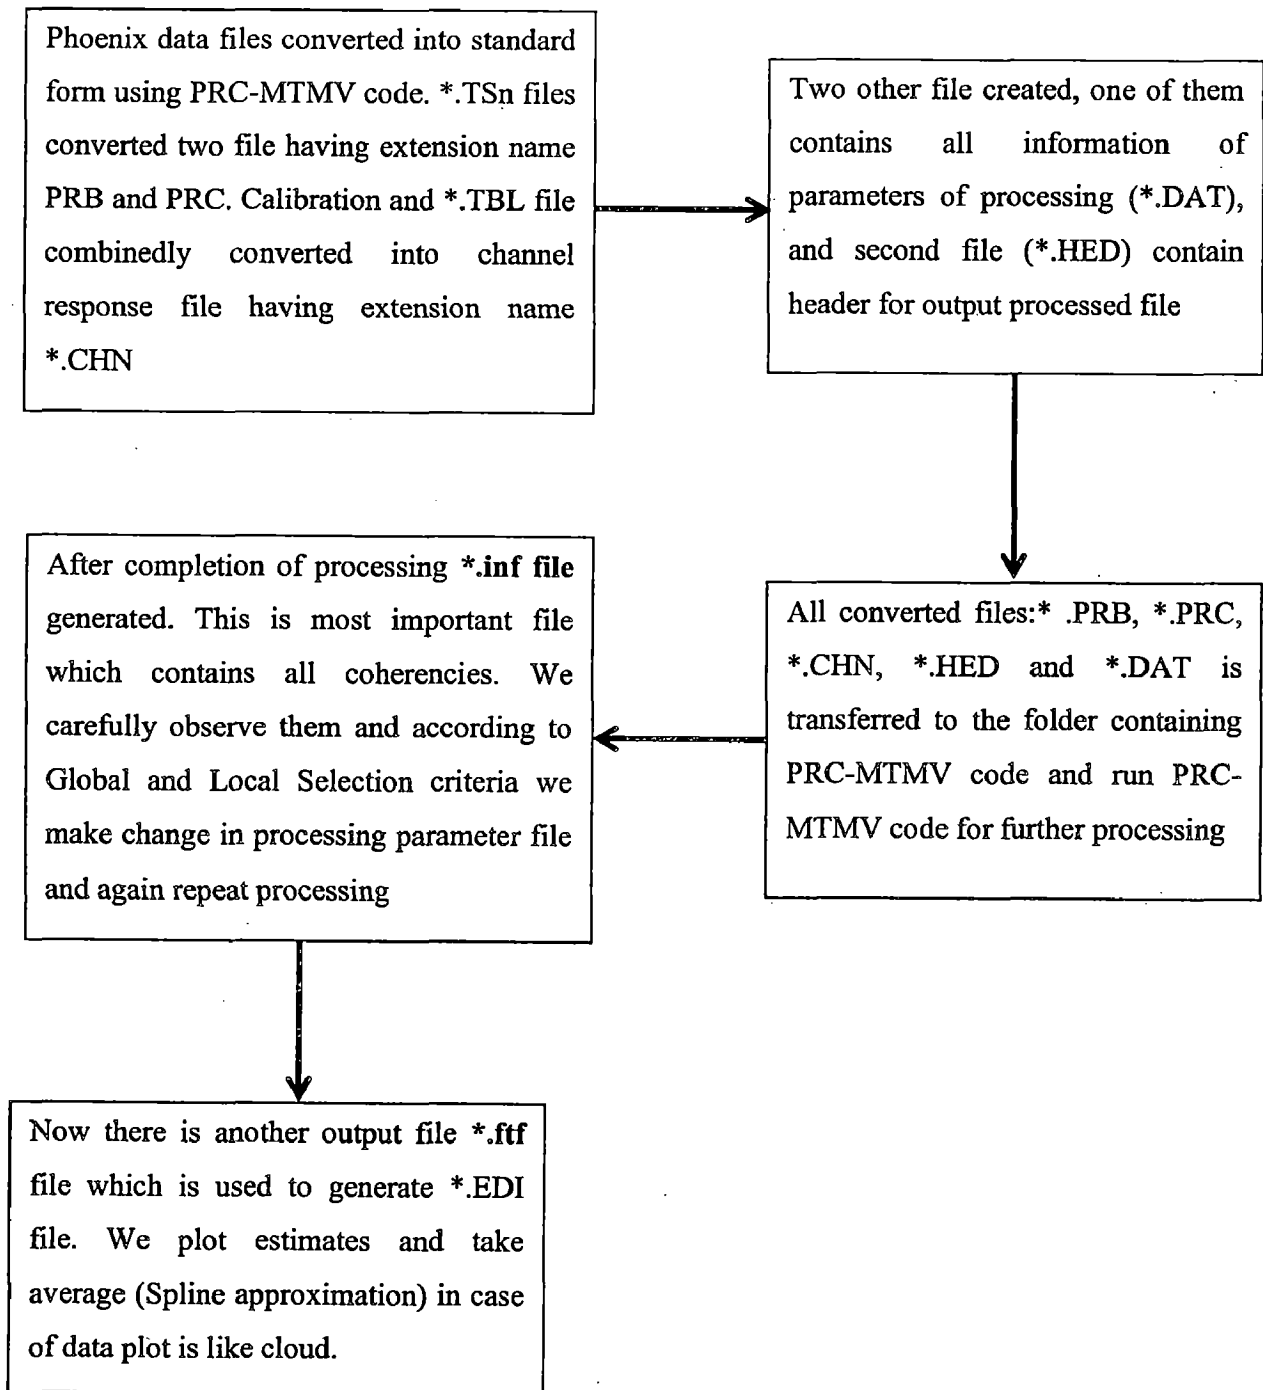 Phoenix data files converted into standard
form using PRC-MTMV code. *.TSn files
converted two file having extension name
PRB and PRC. Calibration and *.TBL file
combinedly converted into channel
response file having extension name
*.CHN
Two other file created, one of them
contains all information of
parameters of processing (*.DAT),
and second file (*.HED) contain
header for output processed file
All converted files:* .PRB, *.PRC,
*.CHN, *.HED and *.DAT is
transferred to the folder containing
PRC-MTMV code and run PRC-
MTMV code for further processing
After completion of processing *.inf file
generated. This is most important file
which contains all coherencies. We
carefully observe them and according to
Global and Local Selection criteria we
make change in processing parameter file
and again repeat processing
Now there is another output file *.ftf
file which is used to generate *.EDI
file. We plot estimates and take
average (Spline approximation) in case
of data plot is like cloud.